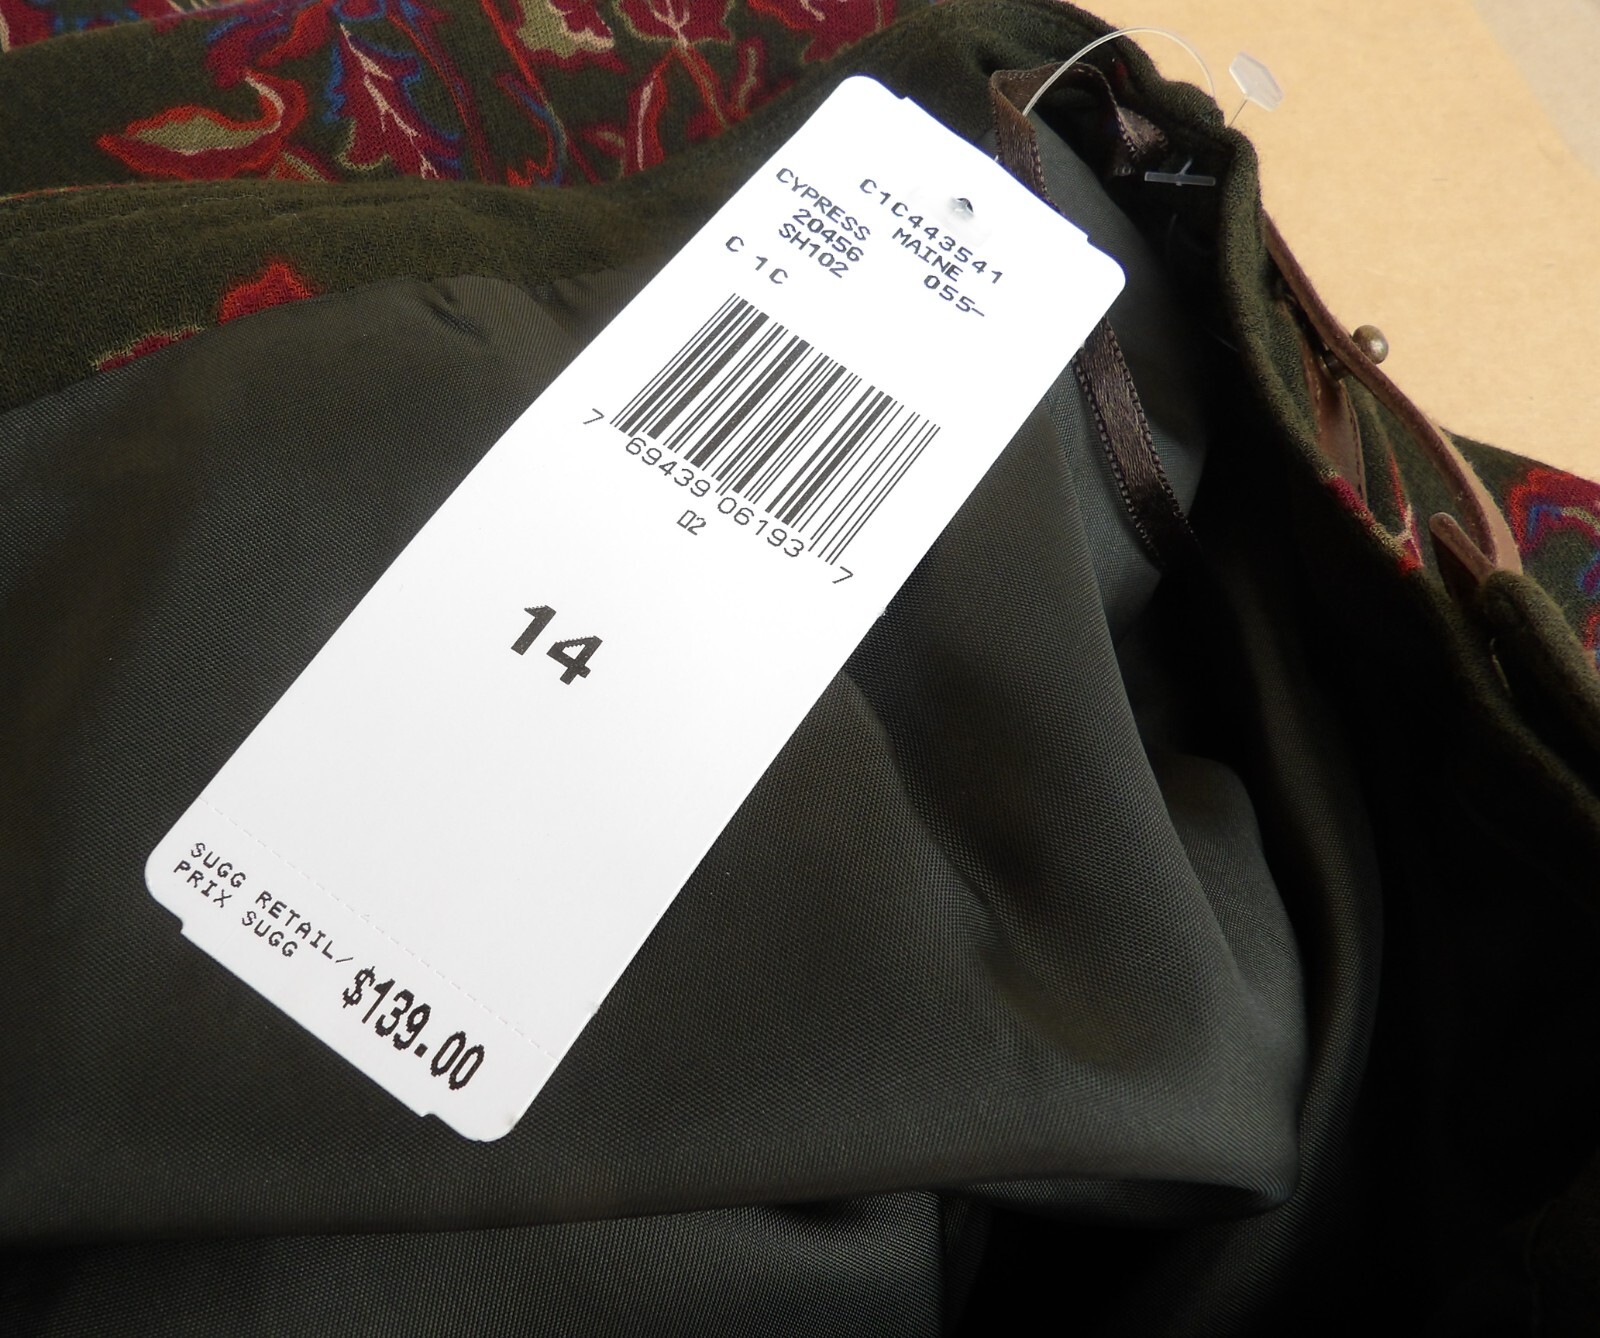 C1C443541
CYPRESS MAINE
20456 055-
SH102
C 1C
7 69439 06193 7
02
14
SUGG RETAIL/
PRIX SUGG
$139.00